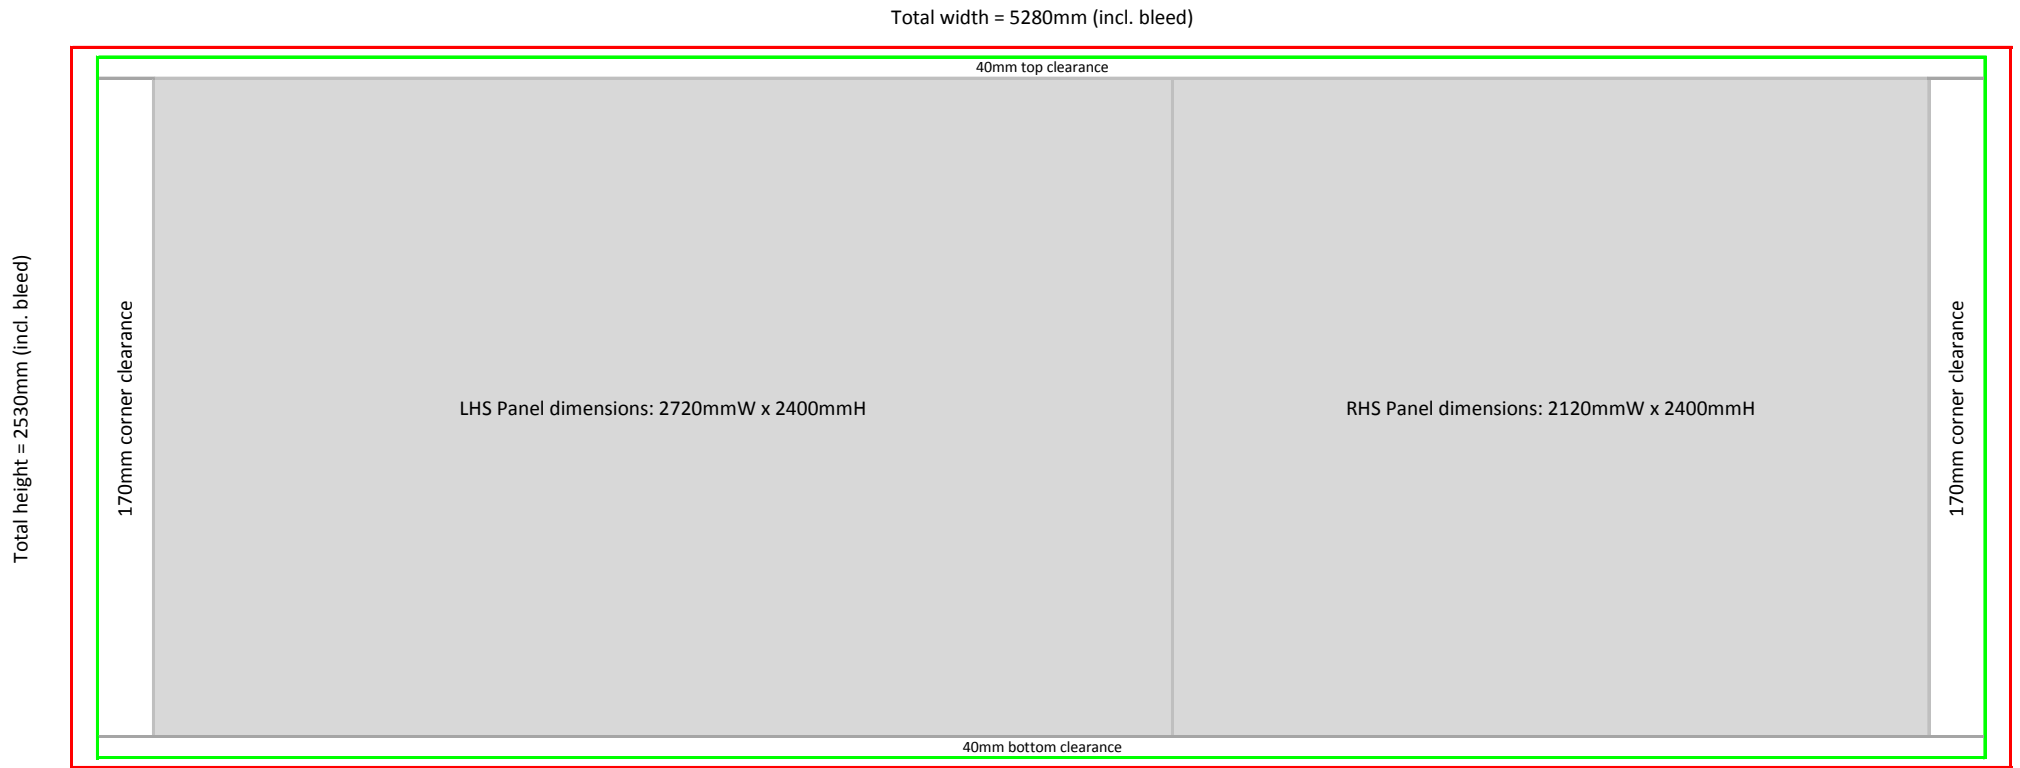 Total width = 5280mm (incl. bleed)
40mm top clearance
Total height = 2530mm (incl. bleed)
170mm corner clearance
LHS Panel dimensions: 2720mmW x 2400mmH
RHS Panel dimensions: 2120mmW x 2400mmH
170mm corner clearance
40mm bottom clearance